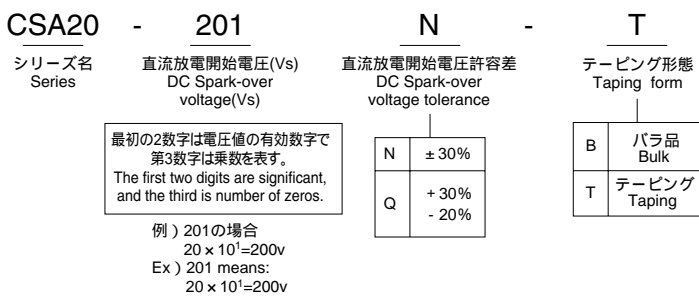 CSA20 - 201 N - T
シリーズ名
Series
直流放電開始電圧(Vs)
DC Spark-over
voltage(Vs)
直流放電開始電圧許容差
DC Spark-over
voltage tolerance
テーピング形態
Taping form
最初の2数字は電圧値の有効数字で
第3数字は乗数を表す。
The first two digits are significant,
and the third is number of zeros.
例）201の場合
20×10¹=200v
Ex）201 means:
20×10¹=200v
N ±30%
Q +30%
-20%
B バラ品
Bulk
T テーピング
Taping